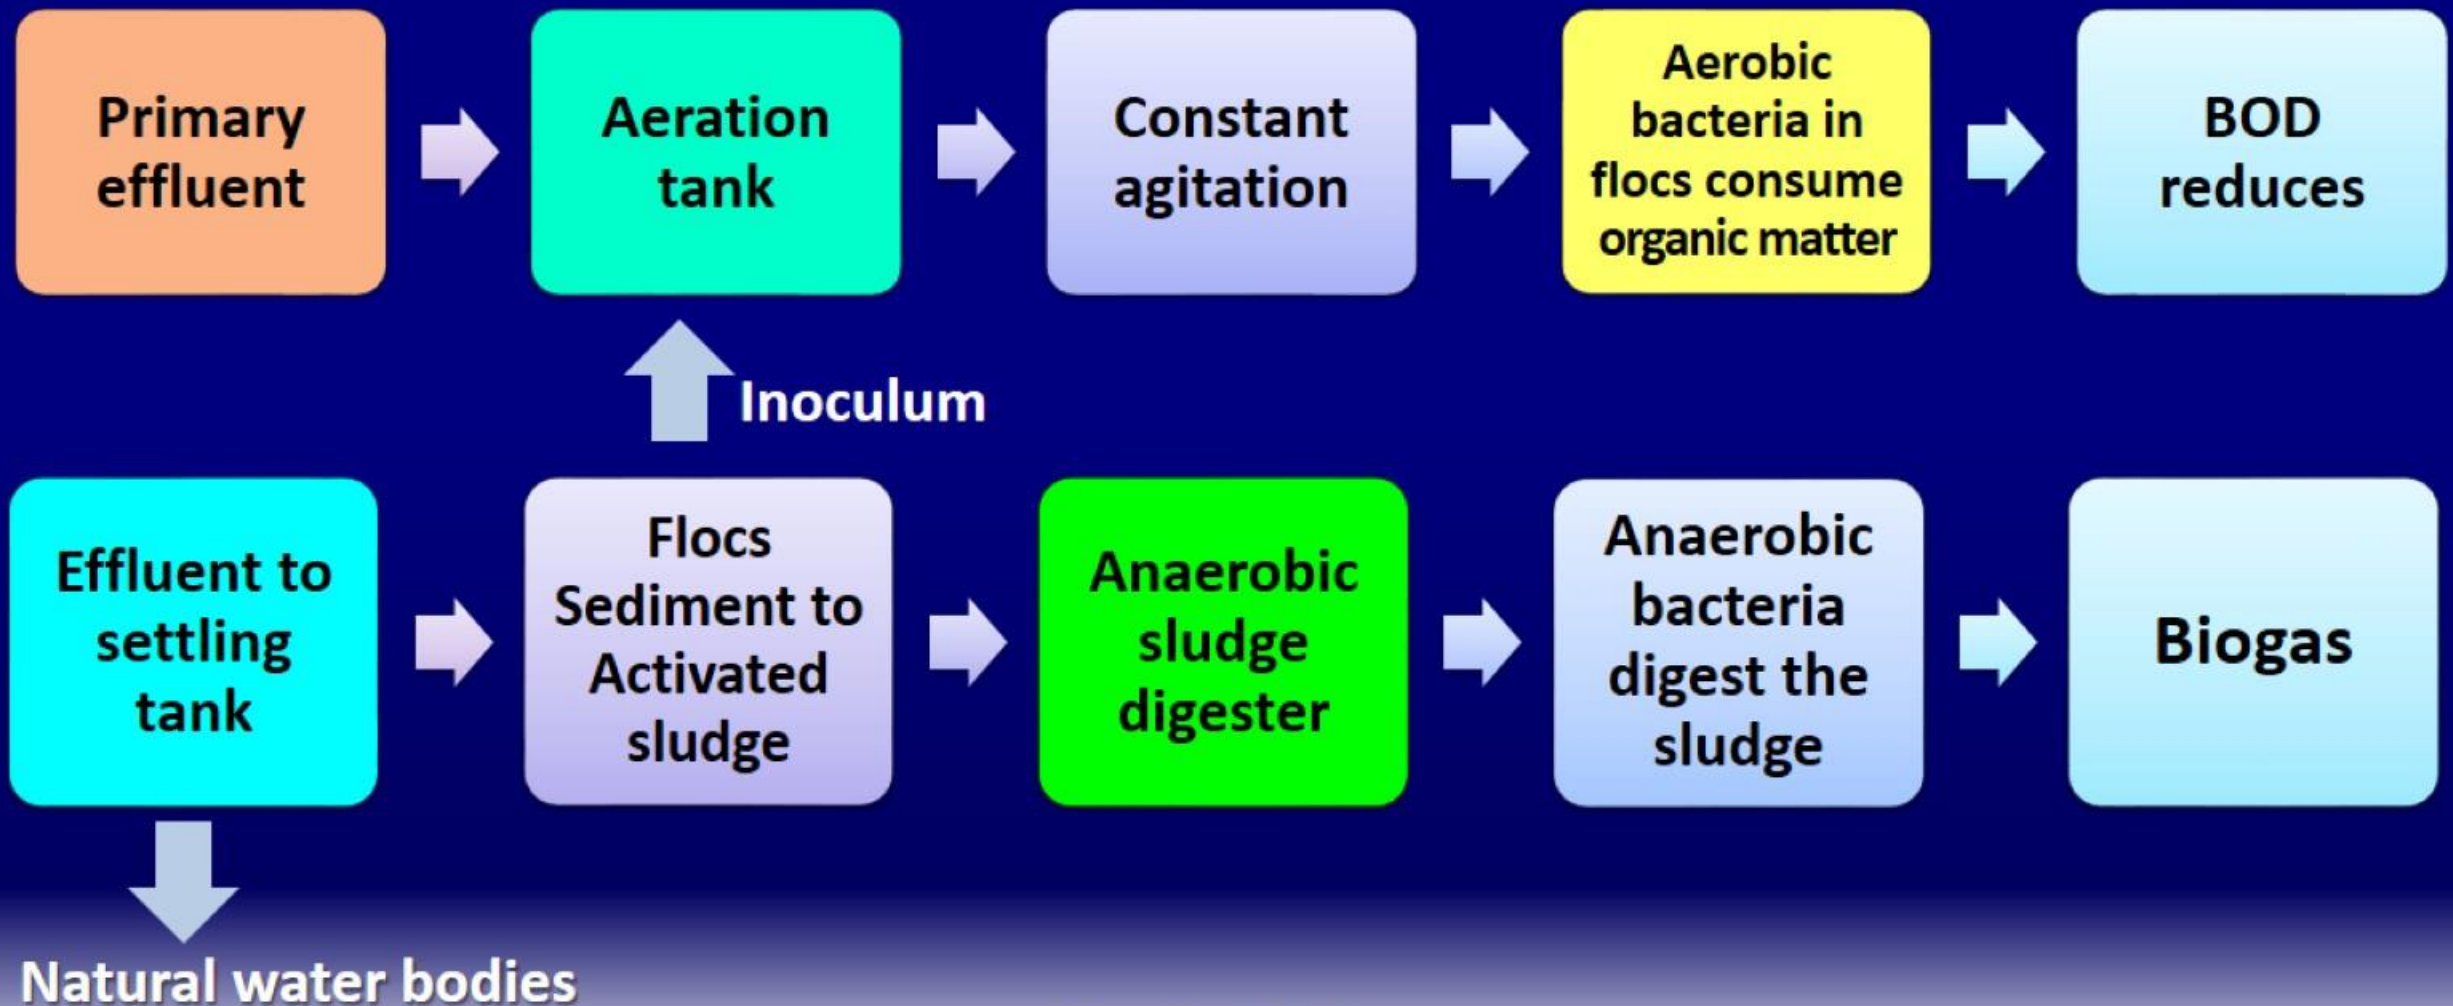 Primary
effluent
Aeration
tank
Constant
agitation
Aerobic
bacteria in
flocs consume
organic matter
BOD
reduces
Inoculum
Effluent to
settling
tank
Flocs
Sediment to
Activated
sludge
Anaerobic
sludge
digester
Anaerobic
bacteria
digest the
sludge
Biogas
Natural water bodies